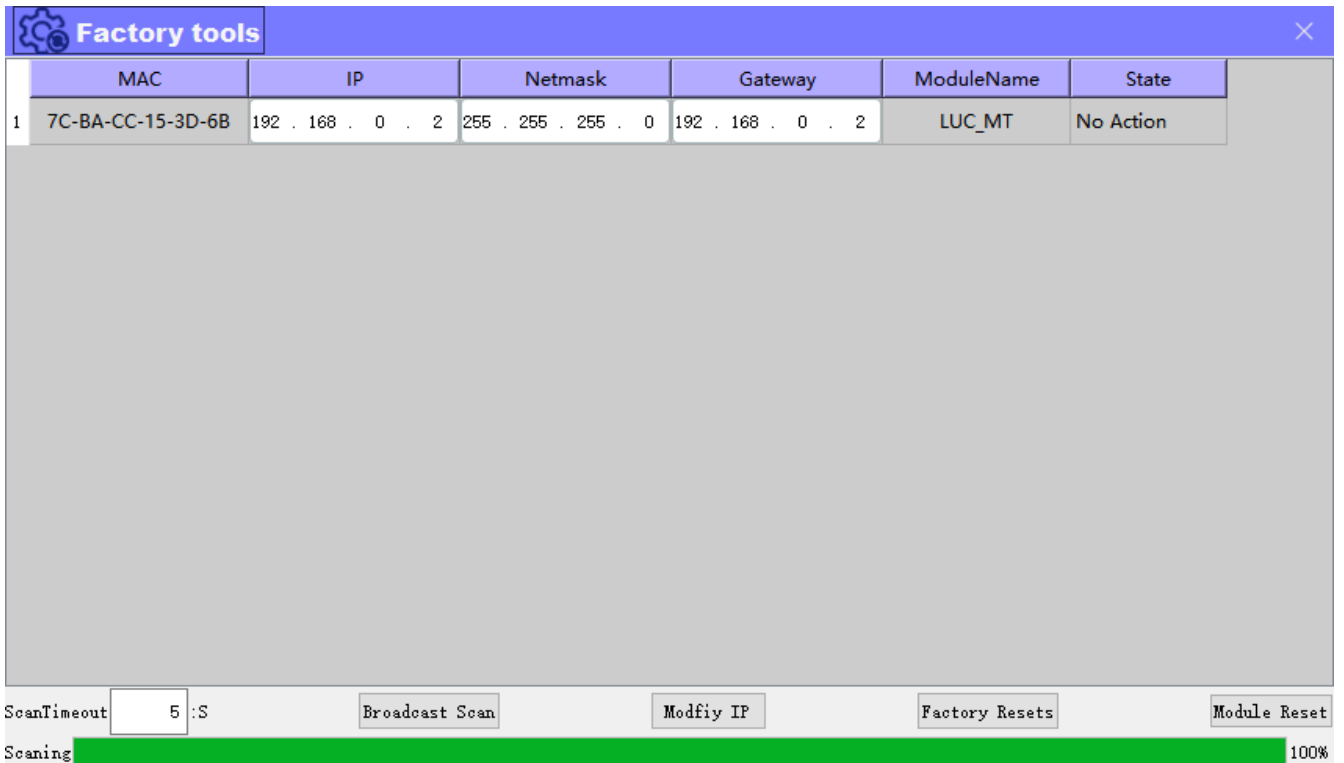 Factory tools
MAC IP Netmask Gateway ModuleName State
1 7C-BA-CC-15-3D-6B 192 . 168 . 0 . 2 255 . 255 . 255 . 0 192 . 168 . 0 . 2 LUC_MT No Action
ScanTimeout 5 :S Broadcast Scan Modfiy IP Factory Resets Module Reset
Scaning 100%